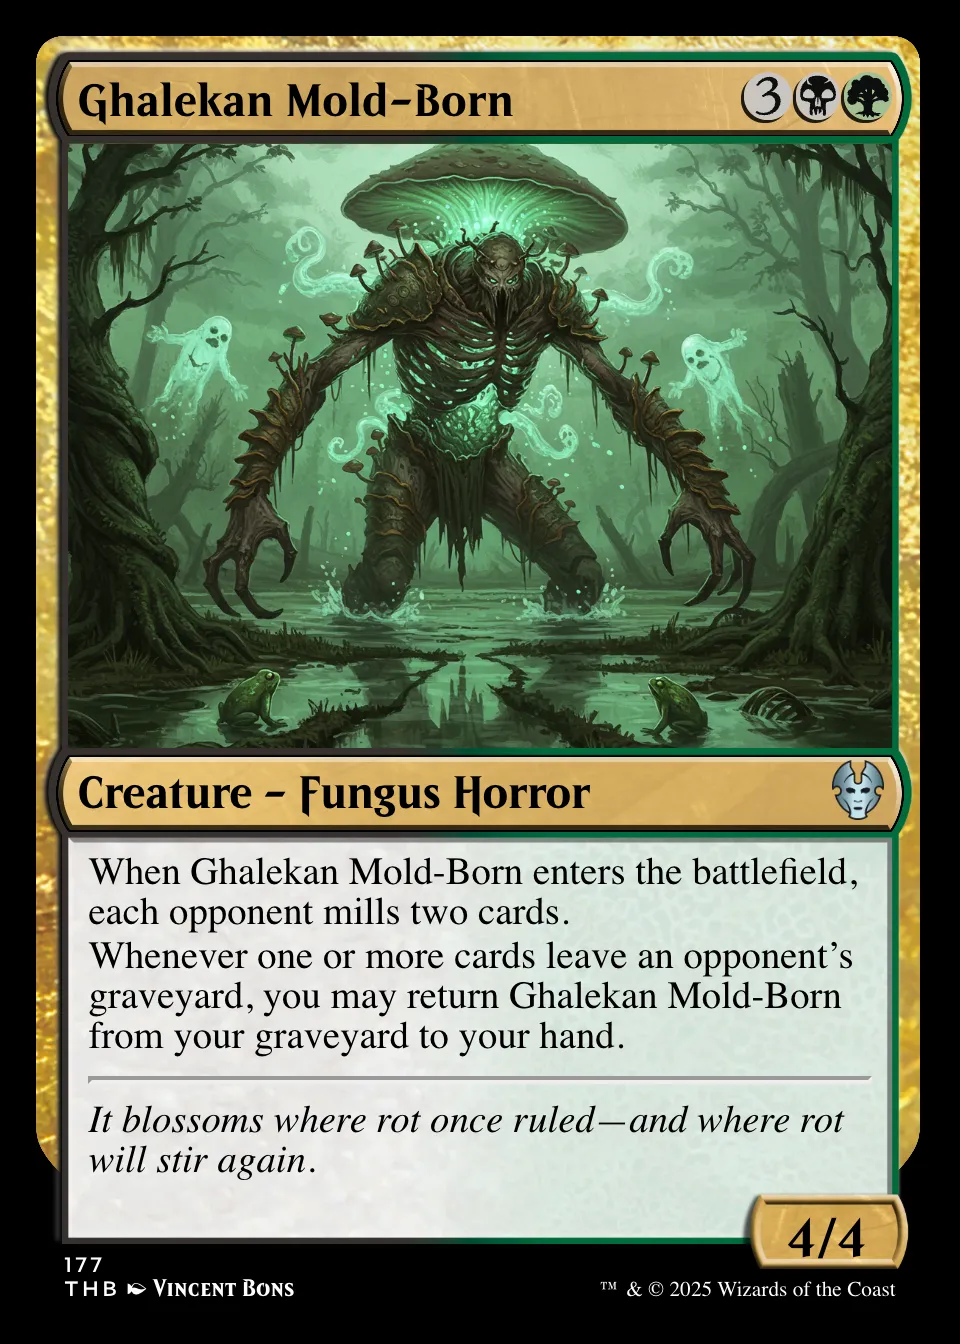 Ghalekan Mold-Born 3
Creature – Fungus Horror
When Ghalekan Mold-Born enters the battlefield,
each opponent mills two cards.
Whenever one or more cards leave an opponent's
graveyard, you may return Ghalekan Mold-Born
from your graveyard to your hand.
It blossoms where rot once ruled—and where rot
will stir again.
4/4
177
THB Vincent Bons
™ & © 2025 Wizards of the Coast